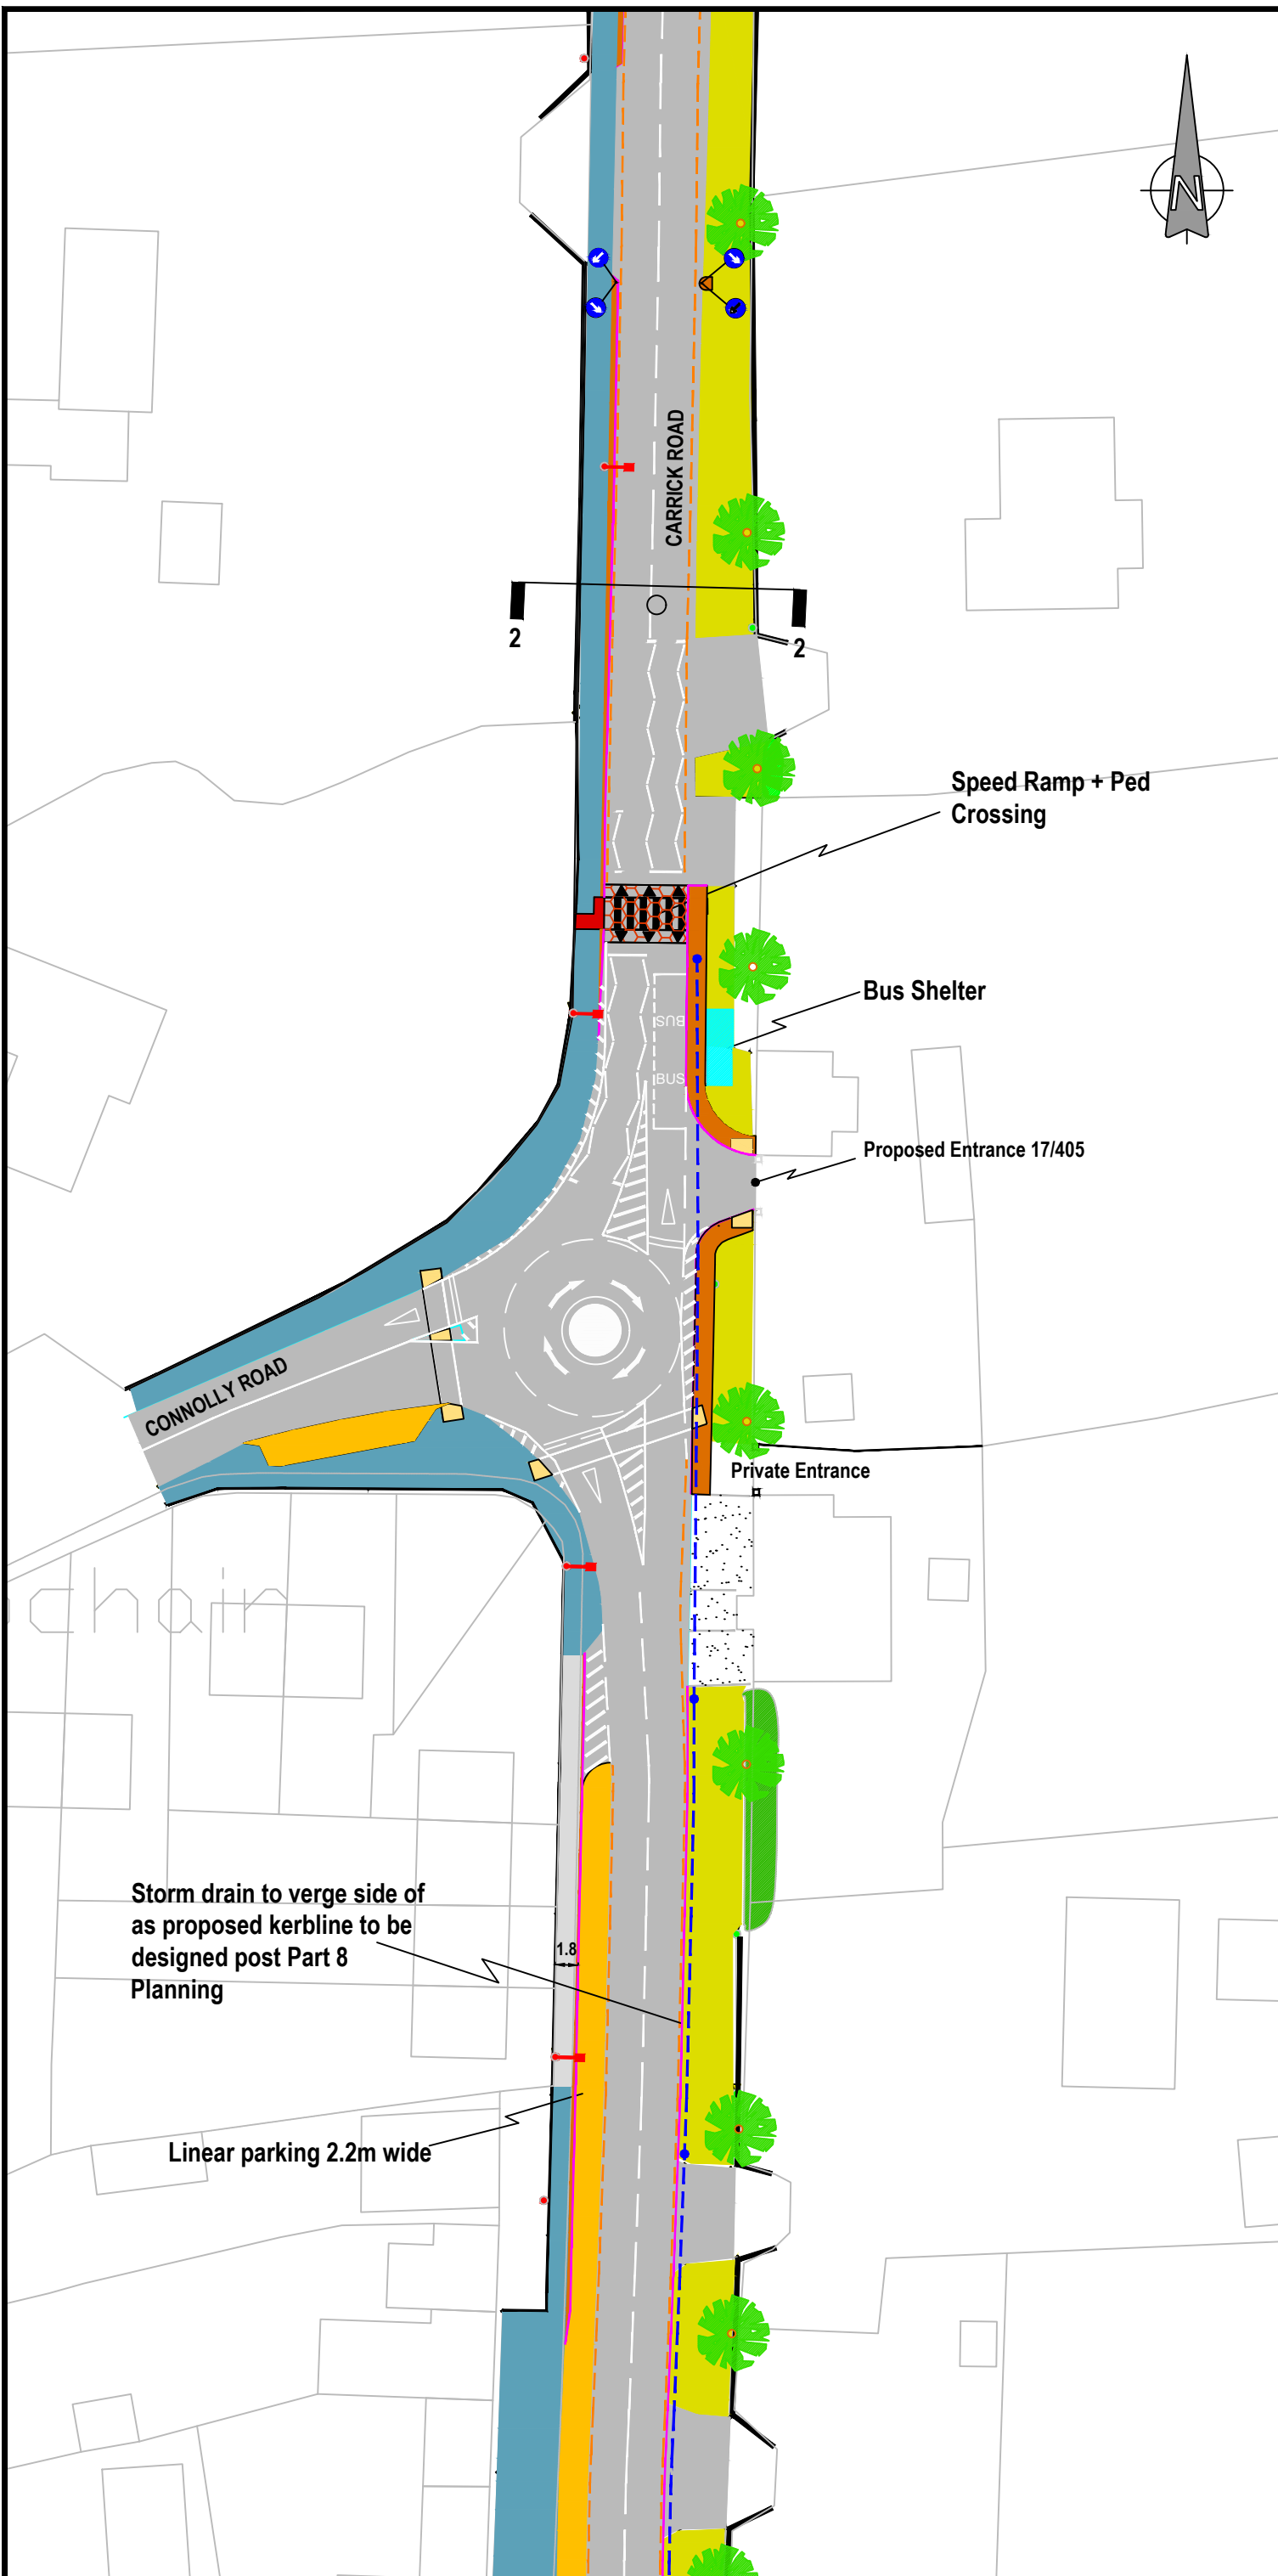 N
CARRICK ROAD
2
2
Speed Ramp + Ped
Crossing
Bus Shelter
BUS
BUS
Proposed Entrance 17/405
CONNOLLY ROAD
Private Entrance
chain
Storm drain to verge side of
as proposed kerbline to be
designed post Part 8
Planning
1.8
Linear parking 2.2m wide